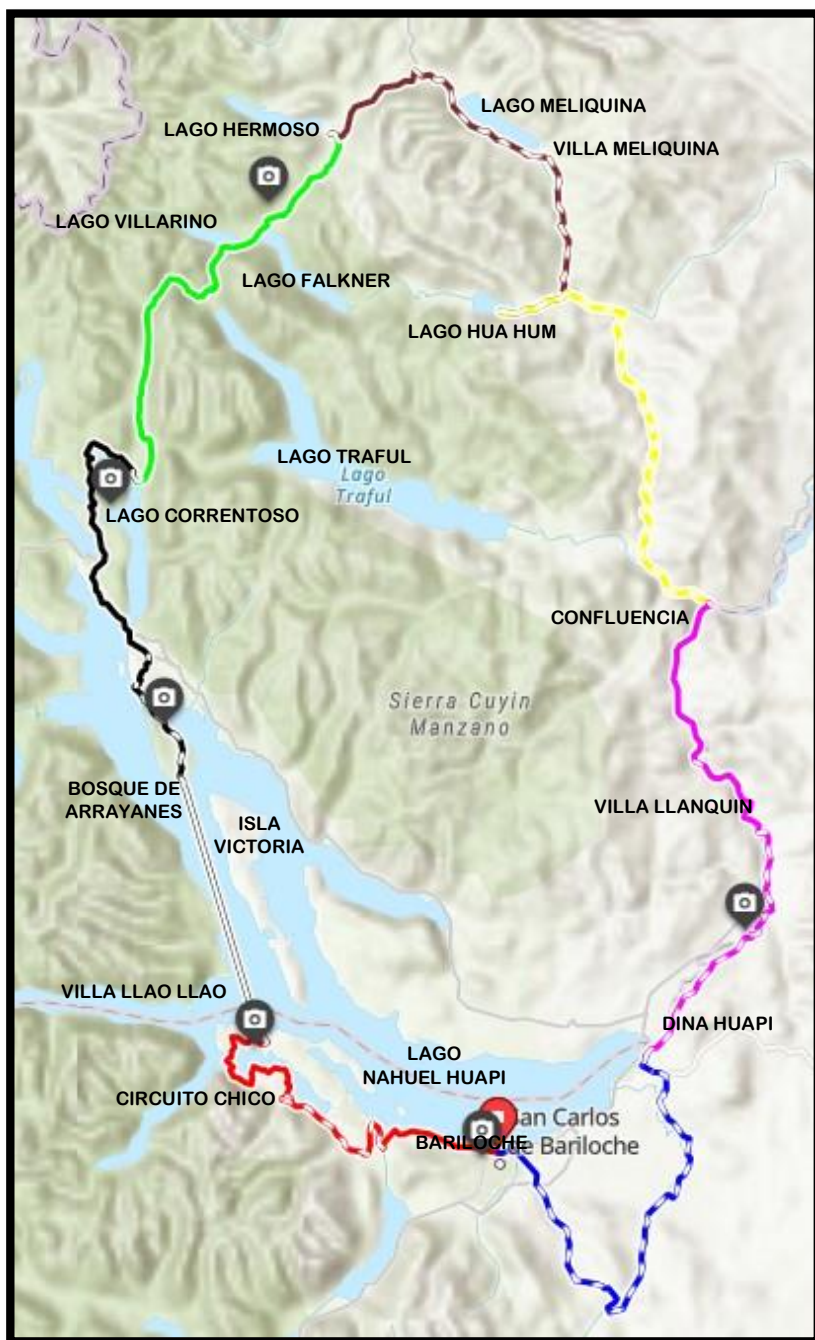 LAGO MELIQUINA
LAGO HERMOSO
VILLA MELIQUINA
LAGO VILLARINO
LAGO FALKNER
LAGO HUA HUM
LAGO TRAFUL
Lago
Traful
LAGO CORRENTOSO
CONFLUENCIA
Sierra Cuyín
Manzano
BOSQUE DE
ARRAYANES
ISLA
VICTORIA
VILLA LLANQUIN
VILLA LLAO LLAO
DINA HUAPI
LAGO
NAHUEL HUAPI
CIRCUITO CHICO
BARILOCHE
an Carlos
de Bariloche